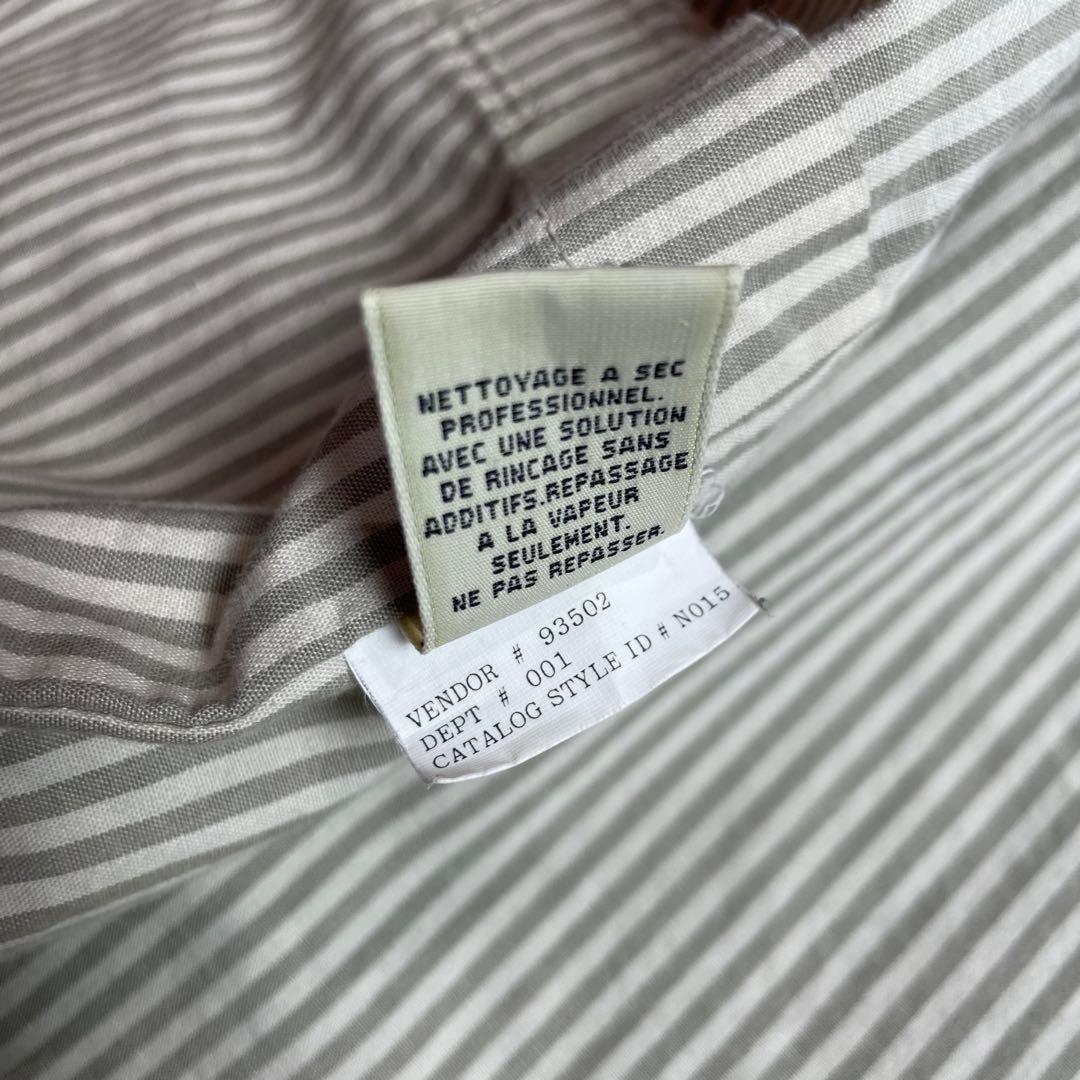 NETTOYAGE A SEC
PROFESSIONNEL.
AVEC UNE SOLUTION
DE RINCAGE SANS
ADDITIFS.REPASSAGE
A LA VAPEUR
SEULEMENT.
NE PAS REPASSER.
VENDOR # 93502
DEPT # 001
CATALOG STYLE ID # N015